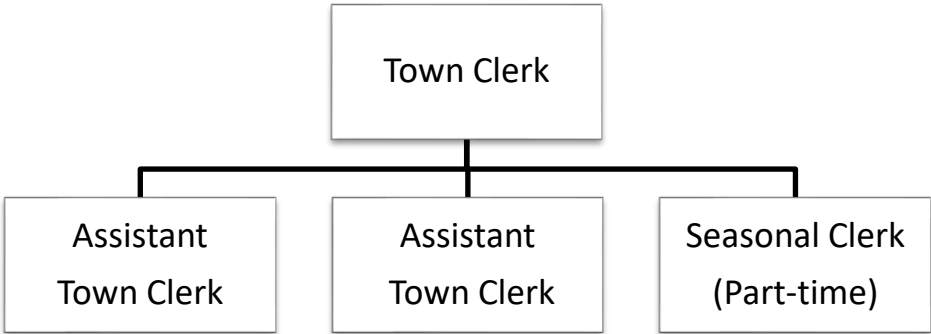 Town Clerk
Assistant
Town Clerk
Assistant
Town Clerk
Seasonal Clerk
(Part-time)